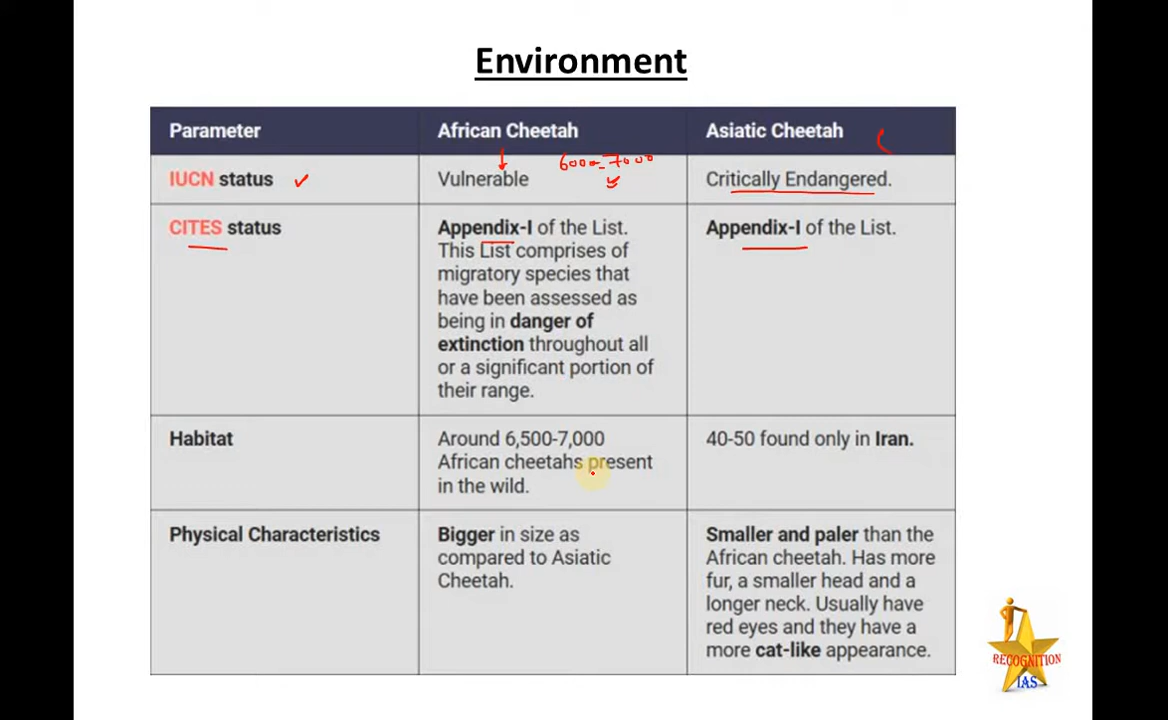 Environment
Parameter
African Cheetah
Asiatic Cheetah
6000-7000
IUCN status
Vulnerable
Critically Endangered.
CITES status
Appendix-I of the List.
This List comprises of
migratory species that
have been assessed as
being in danger of
extinction throughout all
or a significant portion of
their range.
Appendix-I of the List.
Habitat
Around 6,500-7,000
African cheetahs present
in the wild.
40-50 found only in Iran.
Physical Characteristics
Bigger in size as
compared to Asiatic
Cheetah.
Smaller and paler than the
African cheetah. Has more
fur, a smaller head and a
longer neck. Usually have
red eyes and they have a
more cat-like appearance.
RECOGNITION
IAS